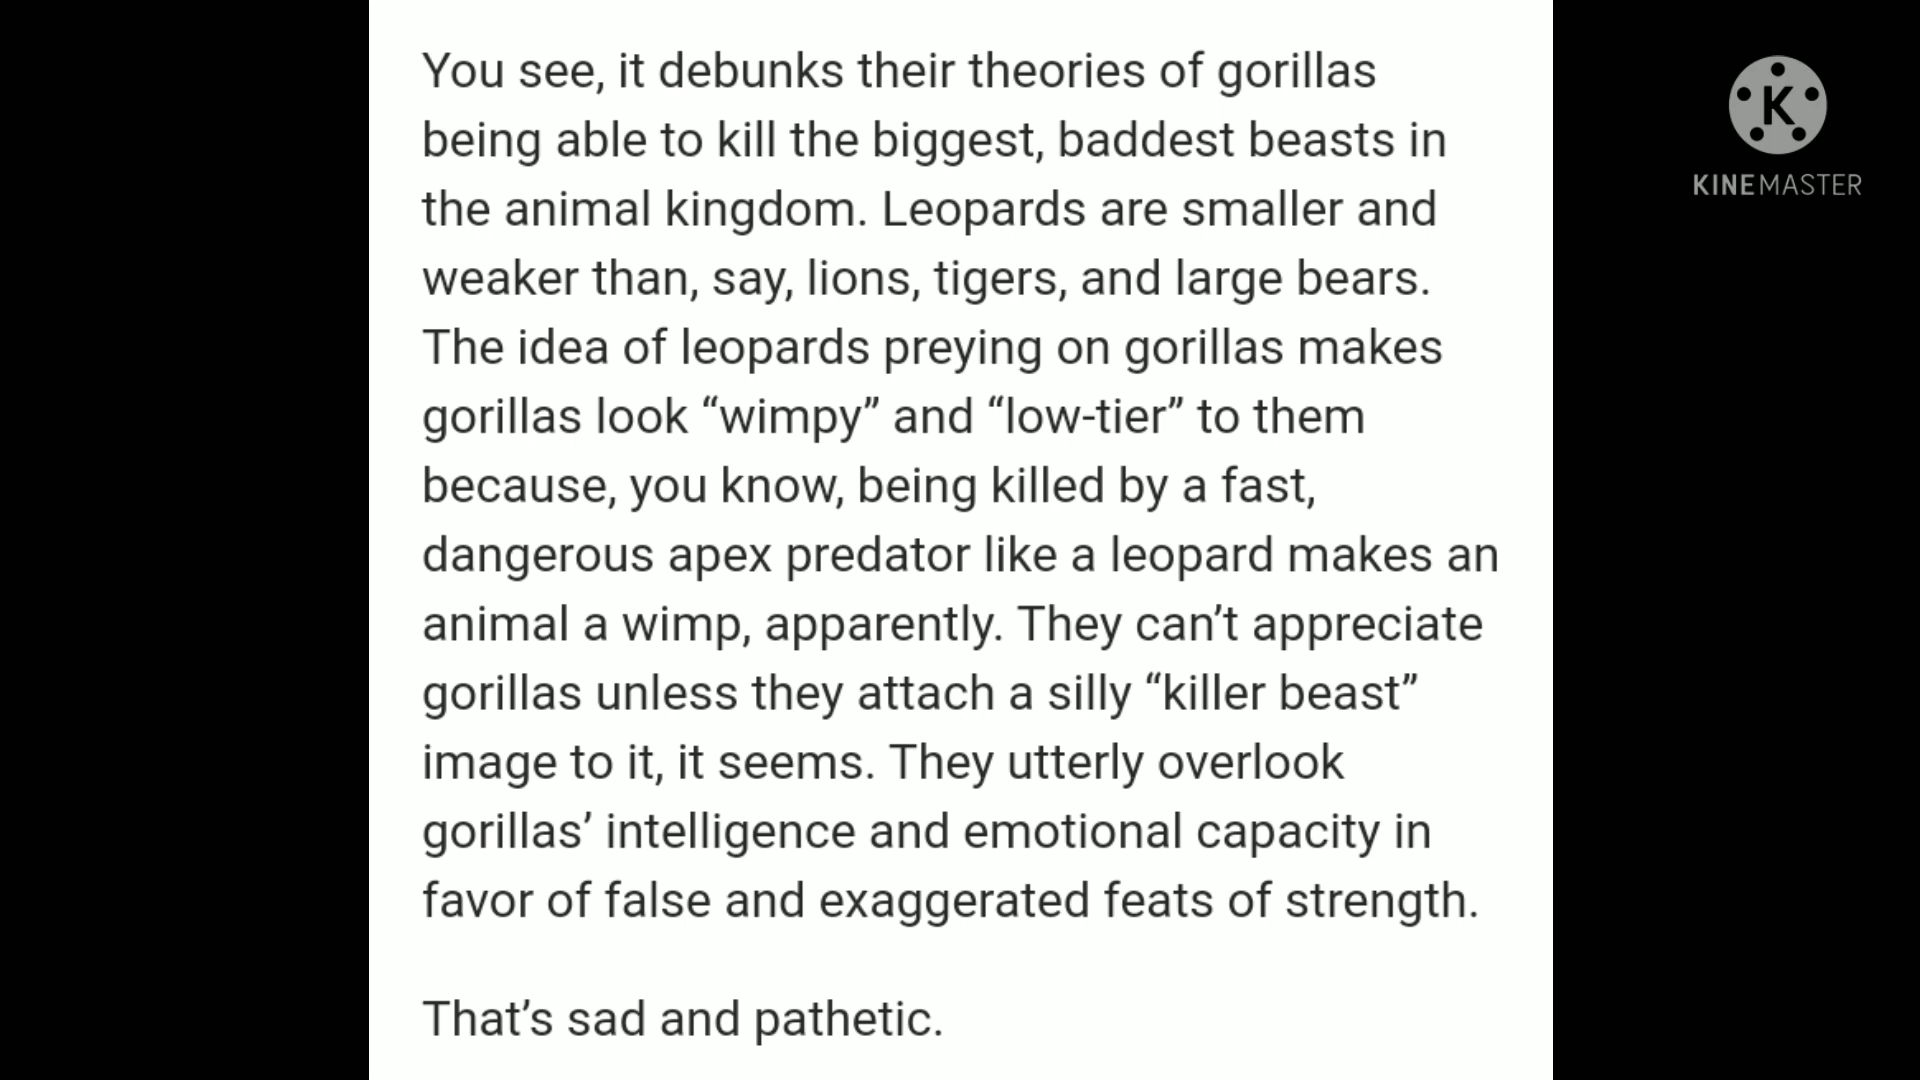 You see, it debunks their theories of gorillas
being able to kill the biggest, baddest beasts in
the animal kingdom. Leopards are smaller and
weaker than, say, lions, tigers, and large bears.
The idea of leopards preying on gorillas makes
gorillas look “wimpy” and “low-tier” to them
because, you know, being killed by a fast,
dangerous apex predator like a leopard makes an
animal a wimp, apparently. They can’t appreciate
gorillas unless they attach a silly “killer beast”
image to it, it seems. They utterly overlook
gorillas’ intelligence and emotional capacity in
favor of false and exaggerated feats of strength.
That’s sad and pathetic.
K
KINEMASTER